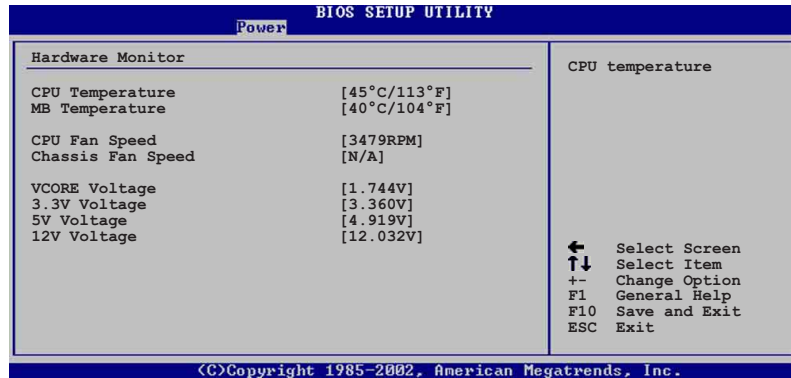 BIOS SETUP UTILITY
Power
Hardware Monitor
CPU Temperature [45°C/113°F]
MB Temperature [40°C/104°F]
CPU Fan Speed [3479RPM]
Chassis Fan Speed [N/A]
VCORE Voltage [1.744V]
3.3V Voltage [3.360V]
5V Voltage [4.919V]
12V Voltage [12.032V]
CPU temperature
← Select Screen
↑↓ Select Item
+- Change Option
F1 General Help
F10 Save and Exit
ESC Exit
(C)Copyright 1985-2002, American Megatrends, Inc.